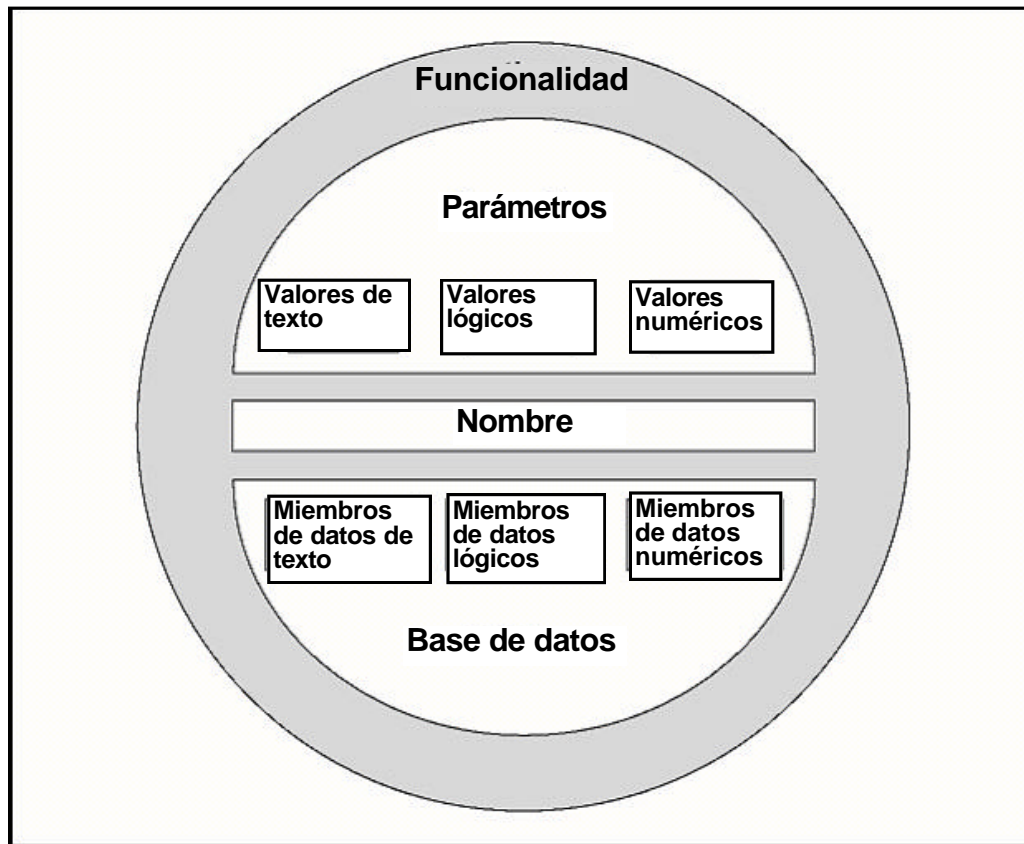 Funcionalidad
Parámetros
Valores de
texto
Valores
lógicos
Valores
numéricos
Nombre
Miembros
de datos de
texto
Miembros
de datos
lógicos
Miembros
de datos
numéricos
Base de datos